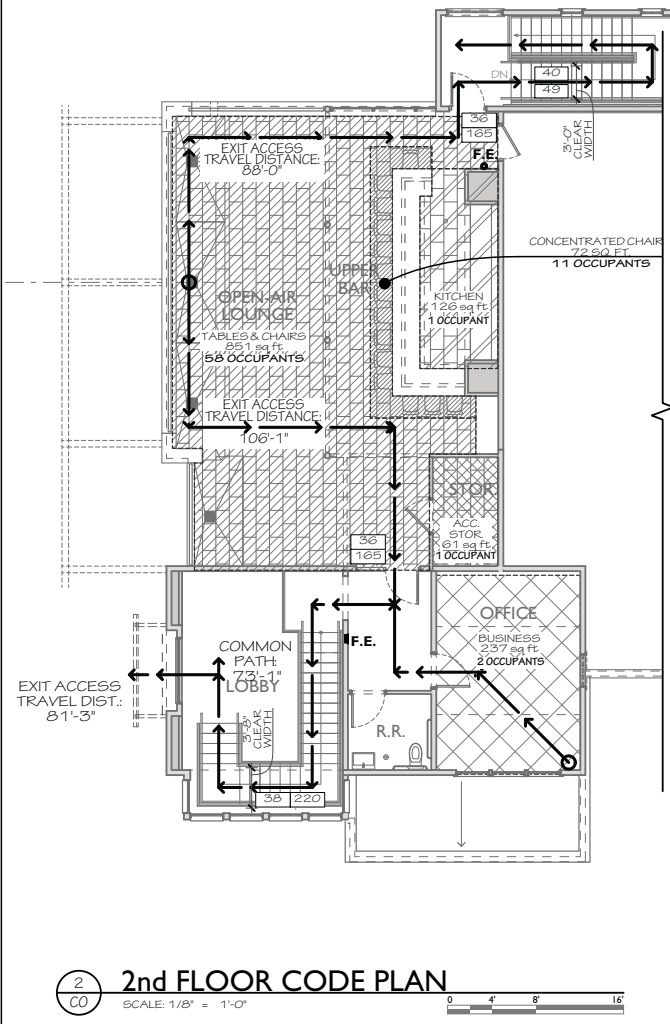 DN
40
49
3'-0"
CLEAR
WIDTH
36
165
F.E.
EXIT ACCESS
TRAVEL DISTANCE:
88'-0"
CONCENTRATED CHAIR
72 SQ. FT.
11 OCCUPANTS
UPPER
BAR
OPEN-AIR
LOUNGE
TABLES & CHAIRS
851 sq ft
58 OCCUPANTS
KITCHEN
126 sq ft
1 OCCUPANT
EXIT ACCESS
TRAVEL DISTANCE:
106'-1"
STOR.
ACC.
STOR
61 sq ft
1 OCCUPANT
36
165
OFFICE
BUSINESS
237 sq ft
2 OCCUPANTS
F.E.
COMMON
PATH:
73'-1"
LOBBY
EXIT ACCESS
TRAVEL DIST.:
81'-3"
3'-8"
CLEAR
WIDTH
R.R.
38
220
2
CO
2nd FLOOR CODE PLAN
SCALE: 1/8" = 1'-0"
0 4' 8' 16'